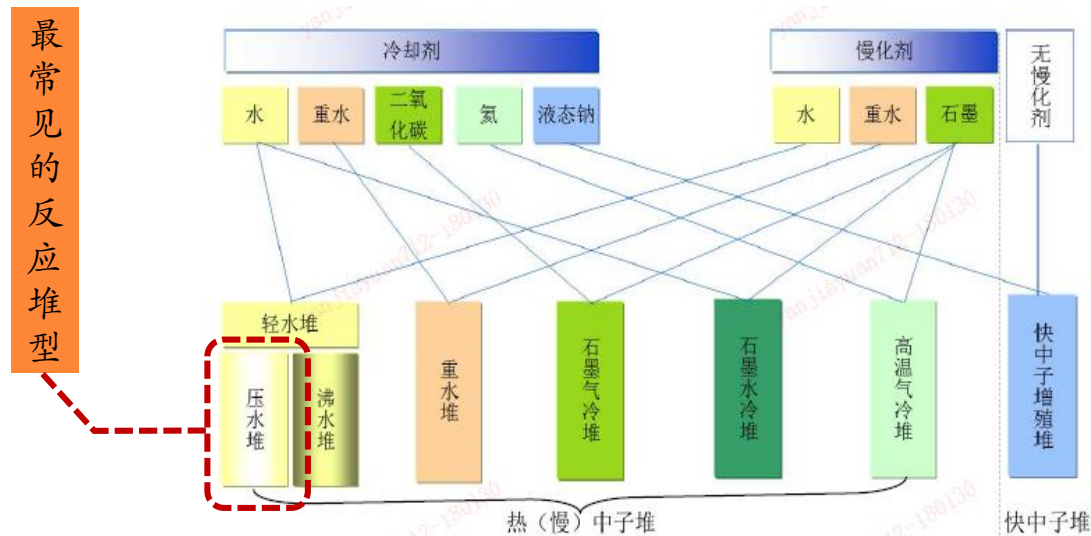 最常见的反应堆型
冷却剂
慢化剂
无慢化剂
水
重水
二氧
化碳
氦
液态钠
水
重水
石墨
轻水堆
压水堆
沸水堆
重水堆
石墨气冷堆
石墨水冷堆
高温气冷堆
快中子增殖堆
热（慢）中子堆
快中子堆
yanjiayuan712-180130